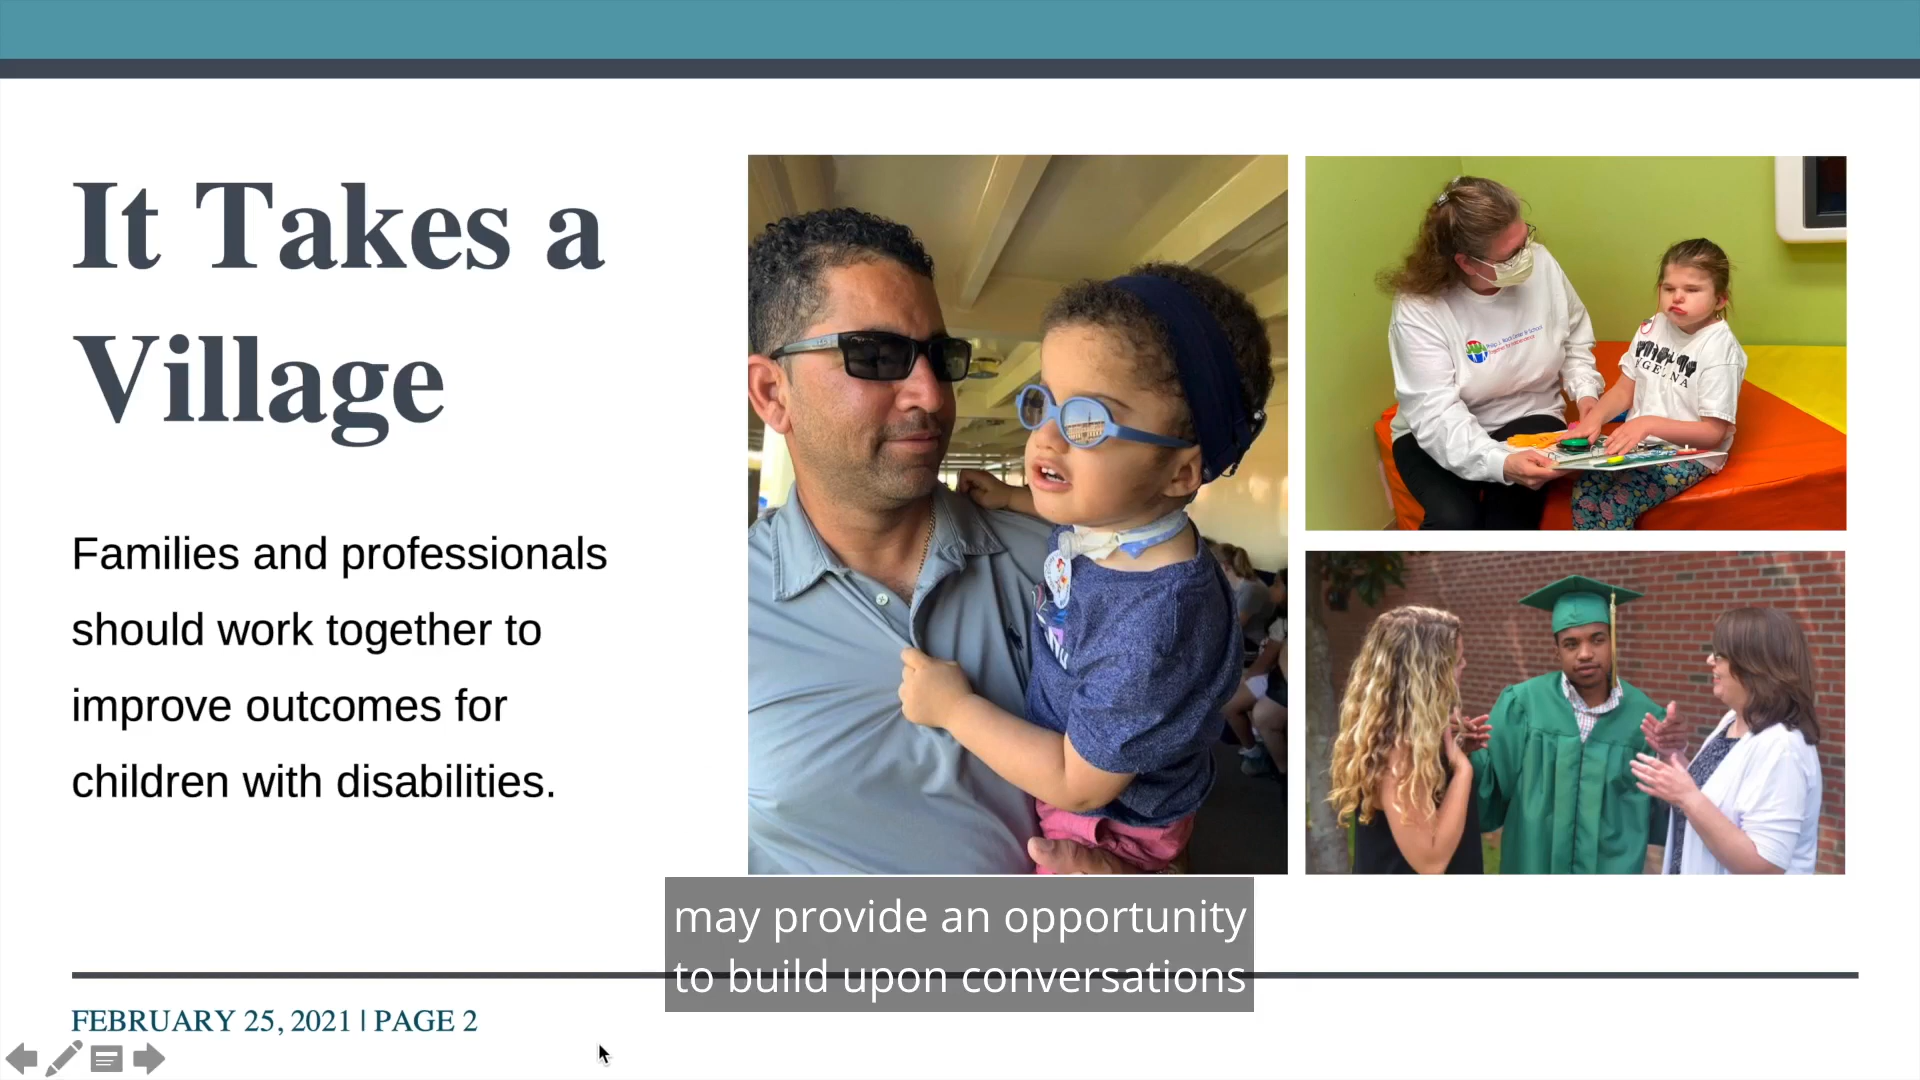 It Takes a
Village
Families and professionals
should work together to
improve outcomes for
children with disabilities.
may provide an opportunity
to build upon conversations
FEBRUARY 25, 2021 | PAGE 2